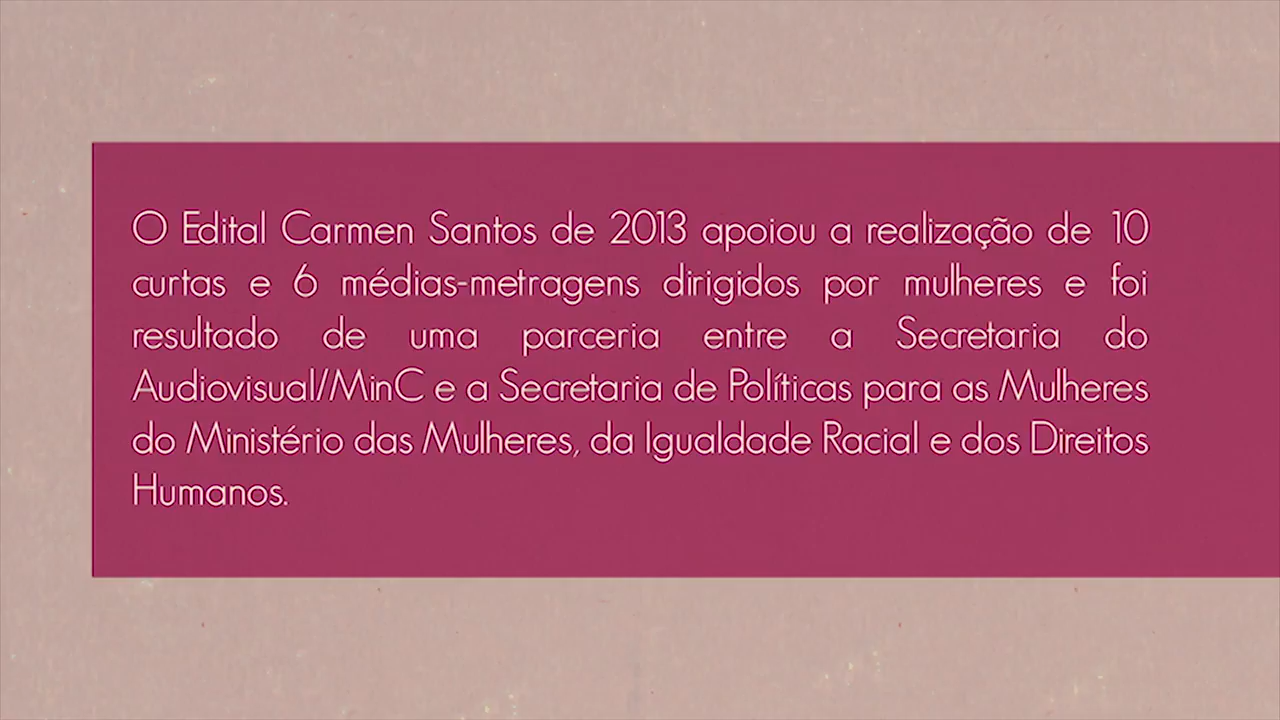 O Edital Carmen Santos de 2013 apoiou a realização de 10
curtas e 6 médias-metragens dirigidos por mulheres e foi
resultado de uma parceria entre a Secretaria do
Audiovisual/MinC e a Secretaria de Políticas para as Mulheres
do Ministério das Mulheres, da Igualdade Racial e dos Direitos
Humanos.